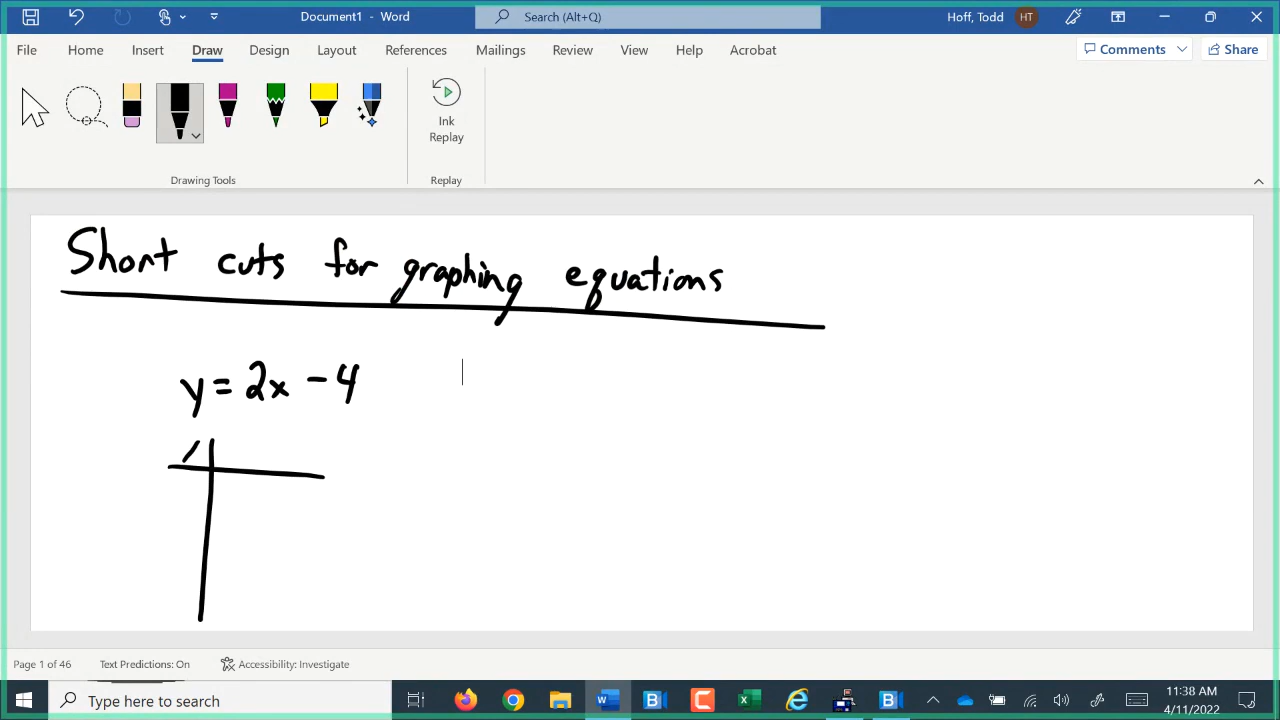 Document1 - Word
Search (Alt+Q)
Hoff, Todd
HT
File Home Insert Draw Design Layout References Mailings Review View Help Acrobat
Comments
Share
Ink
Replay
Drawing Tools
Replay
Short cuts for graphing equations
y = 2x - 4
Page 1 of 46
Text Predictions: On
Accessibility: Investigate
Type here to search
11:38 AM
4/11/2022